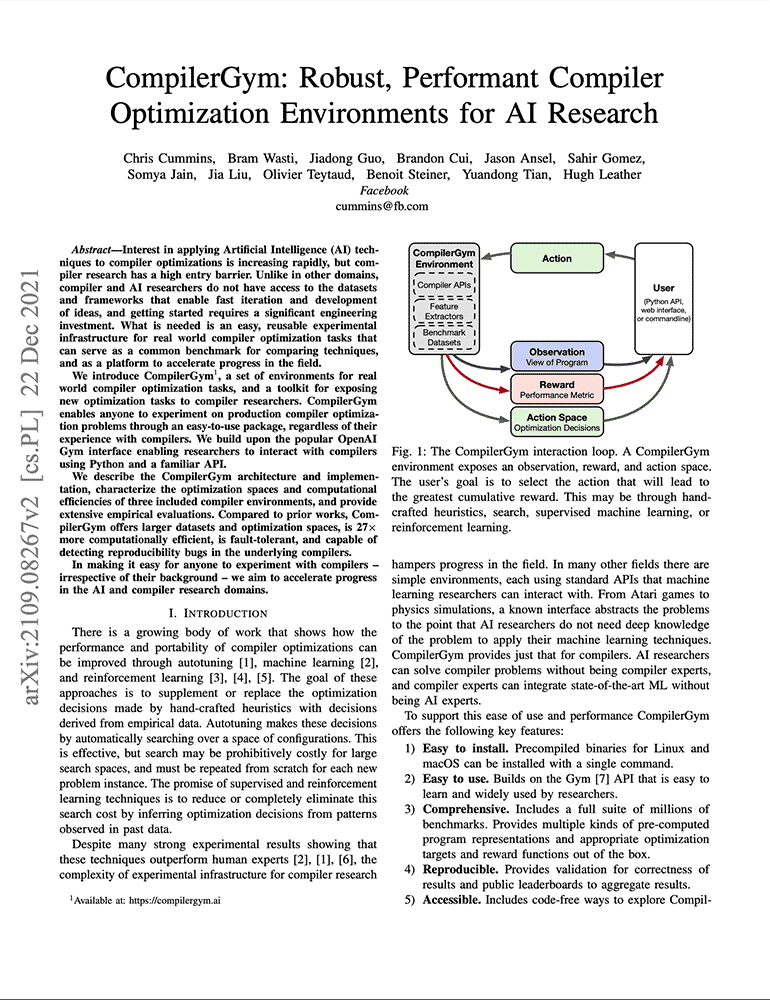 CompilerGym: Robust, Performant Compiler
Optimization Environments for AI Research
Chris Cummins, Bram Wasti, Jiadong Guo, Brandon Cui, Jason Ansel, Sahir Gomez,
Somya Jain, Jia Liu, Olivier Teytaud, Benoit Steiner, Yuandong Tian, Hugh Leather
Facebook
cummins@fb.com
arXiv:2109.08267v2 [cs.PL] 22 Dec 2021
Abstract—Interest in applying Artificial Intelligence (AI) tech-
niques to compiler optimizations is increasing rapidly, but com-
piler research has a high entry barrier. Unlike in other domains,
compiler and AI researchers do not have access to the datasets
and frameworks that enable fast iteration and development
of ideas, and getting started requires a significant engineering
investment. What is needed is an easy, reusable experimental
infrastructure for real world compiler optimization tasks that
can serve as a common benchmark for comparing techniques,
and as a platform to accelerate progress in the field.
We introduce CompilerGym¹, a set of environments for real
world compiler optimization tasks, and a toolkit for exposing
new optimization tasks to compiler researchers. CompilerGym
enables anyone to experiment on production compiler optimiza-
tion problems through an easy-to-use package, regardless of their
experience with compilers. We build upon the popular OpenAI
Gym interface enabling researchers to interact with compilers
using Python and a familiar API.
We describe the CompilerGym architecture and implemen-
tation, characterize the optimization spaces and computational
efficiencies of three included compiler environments, and provide
extensive empirical evaluations. Compared to prior works, Com-
pilerGym offers larger datasets and optimization spaces, is 27×
more computationally efficient, is fault-tolerant, and capable of
detecting reproducibility bugs in the underlying compilers.
In making it easy for anyone to experiment with compilers –
irrespective of their background – we aim to accelerate progress
in the AI and compiler research domains.
I. INTRODUCTION
There is a growing body of work that shows how the
performance and portability of compiler optimizations can
be improved through autotuning [1], machine learning [2],
and reinforcement learning [3], [4], [5]. The goal of these
approaches is to supplement or replace the optimization
decisions made by hand-crafted heuristics with decisions
derived from empirical data. Autotuning makes these decisions
by automatically searching over a space of configurations. This
is effective, but search may be prohibitively costly for large
search spaces, and must be repeated from scratch for each new
problem instance. The promise of supervised and reinforcement
learning techniques is to reduce or completely eliminate this
search cost by inferring optimization decisions from patterns
observed in past data.
Despite many strong experimental results showing that
these techniques outperform human experts [2], [1], [6], the
complexity of experimental infrastructure for compiler research
¹Available at: https://compilergym.ai
CompilerGym
Environment
Compiler APIs
Feature
Extractors
Benchmark
Datasets
Action
User
(Python API,
web interface,
or commandline)
Observation
View of Program
Reward
Performance Metric
Action Space
Optimization Decisions
Fig. 1: The CompilerGym interaction loop. A CompilerGym
environment exposes an observation, reward, and action space.
The user's goal is to select the action that will lead to
the greatest cumulative reward. This may be through hand-
crafted heuristics, search, supervised machine learning, or
reinforcement learning.
hampers progress in the field. In many other fields there are
simple environments, each using standard APIs that machine
learning researchers can interact with. From Atari games to
physics simulations, a known interface abstracts the problems
to the point that AI researchers do not need deep knowledge
of the problem to apply their machine learning techniques.
CompilerGym provides just that for compilers. AI researchers
can solve compiler problems without being compiler experts,
and compiler experts can integrate state-of-the-art ML without
being AI experts.
To support this ease of use and performance CompilerGym
offers the following key features:
1) Easy to install. Precompiled binaries for Linux and
macOS can be installed with a single command.
2) Easy to use. Builds on the Gym [7] API that is easy to
learn and widely used by researchers.
3) Comprehensive. Includes a full suite of millions of
benchmarks. Provides multiple kinds of pre-computed
program representations and appropriate optimization
targets and reward functions out of the box.
4) Reproducible. Provides validation for correctness of
results and public leaderboards to aggregate results.
5) Accessible. Includes code-free ways to explore Compil-